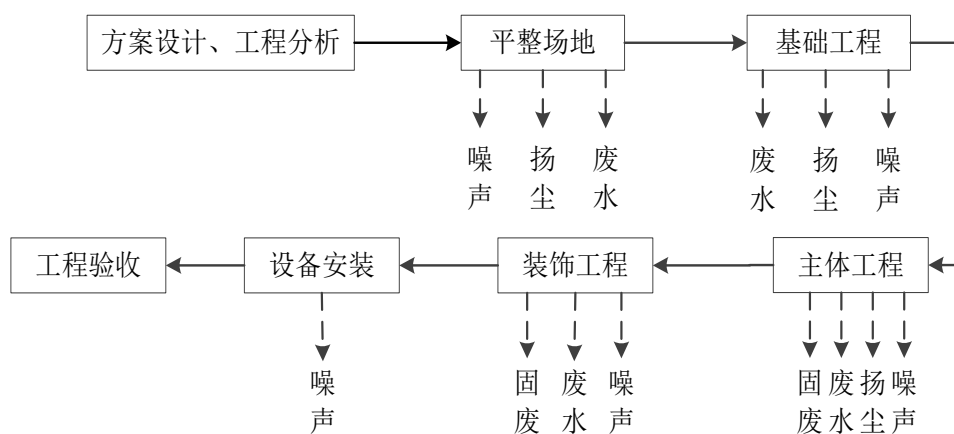 方案设计、工程分析
平整场地
基础工程
噪声
扬尘
废水
废水
扬尘
噪声
工程验收
设备安装
装饰工程
主体工程
噪声
固废
废水
噪声
固废
废水
扬尘
噪声